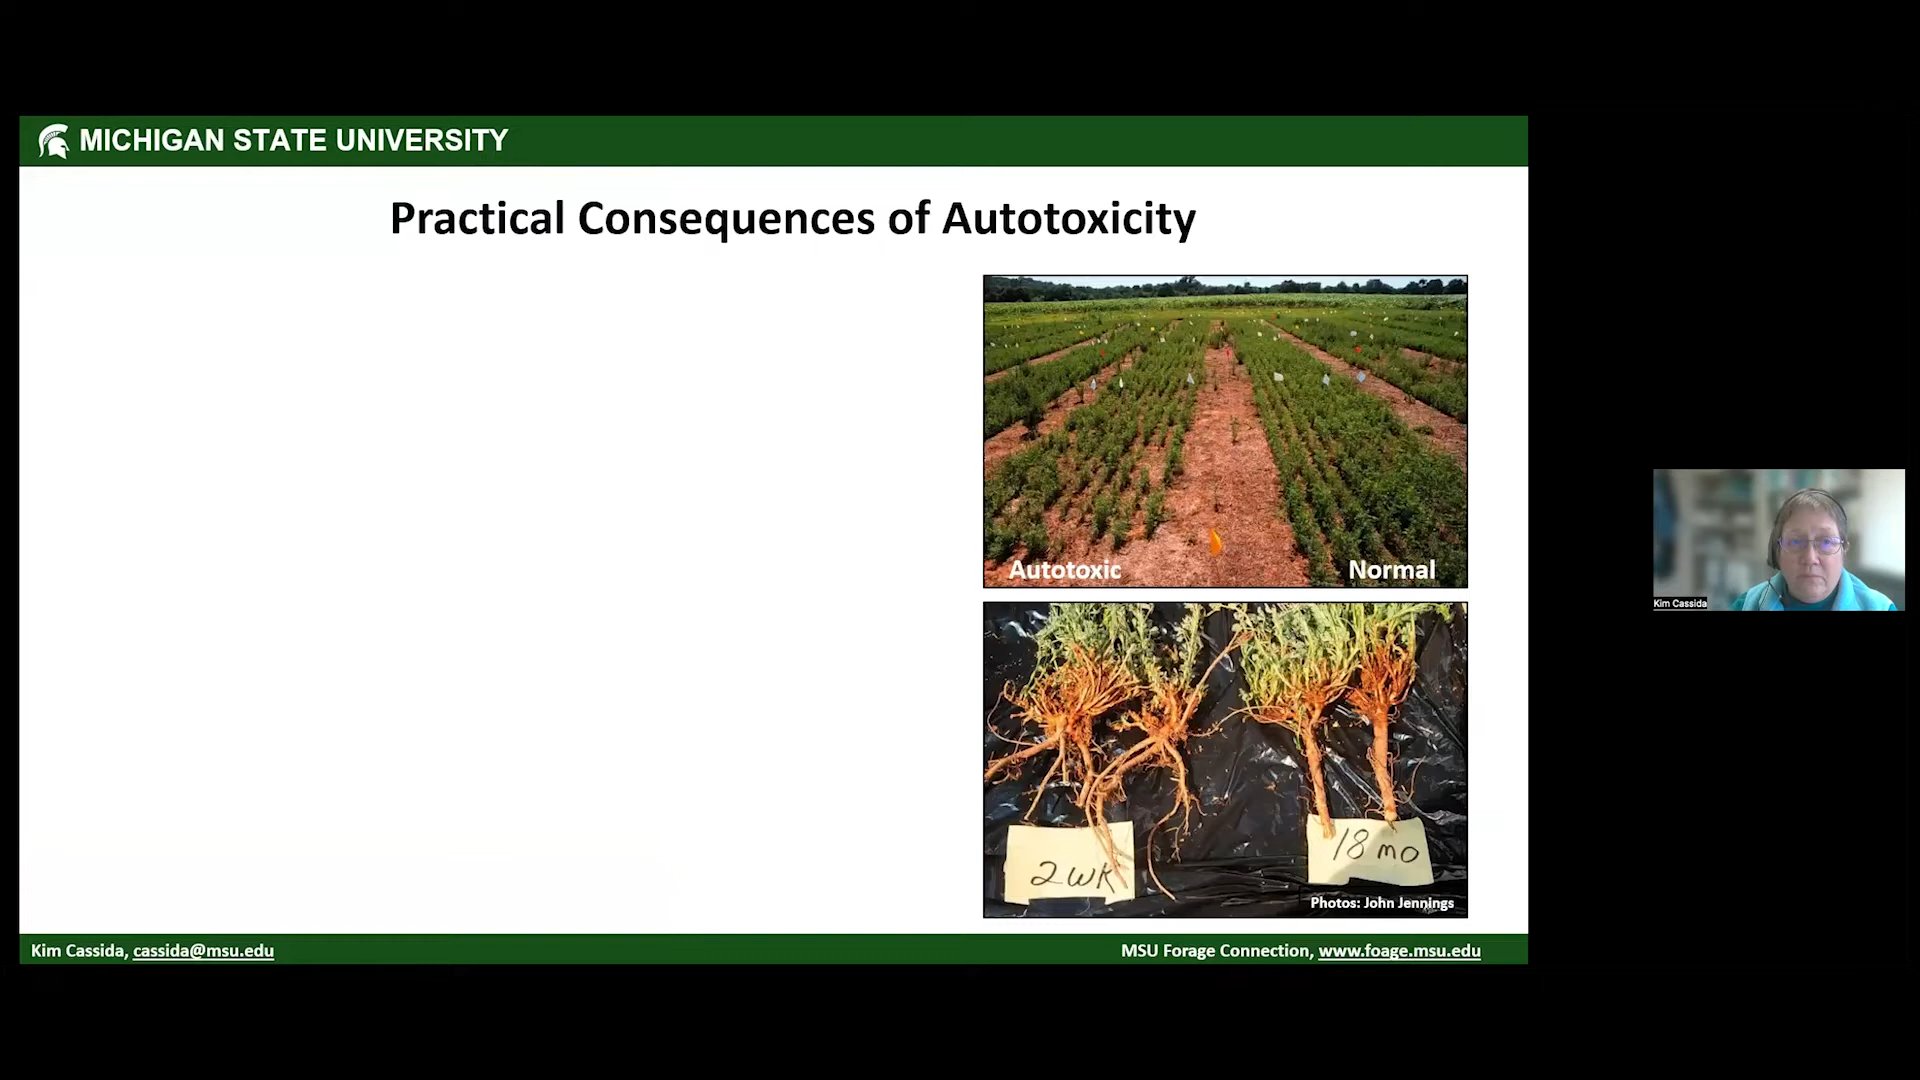 MICHIGAN STATE UNIVERSITY
Practical Consequences of Autotoxicity
Autotoxic
Normal
2wk
18 mo
Photos: John Jennings
Kim Cassida
Kim Cassida, cassida@msu.edu
MSU Forage Connection, www.foage.msu.edu